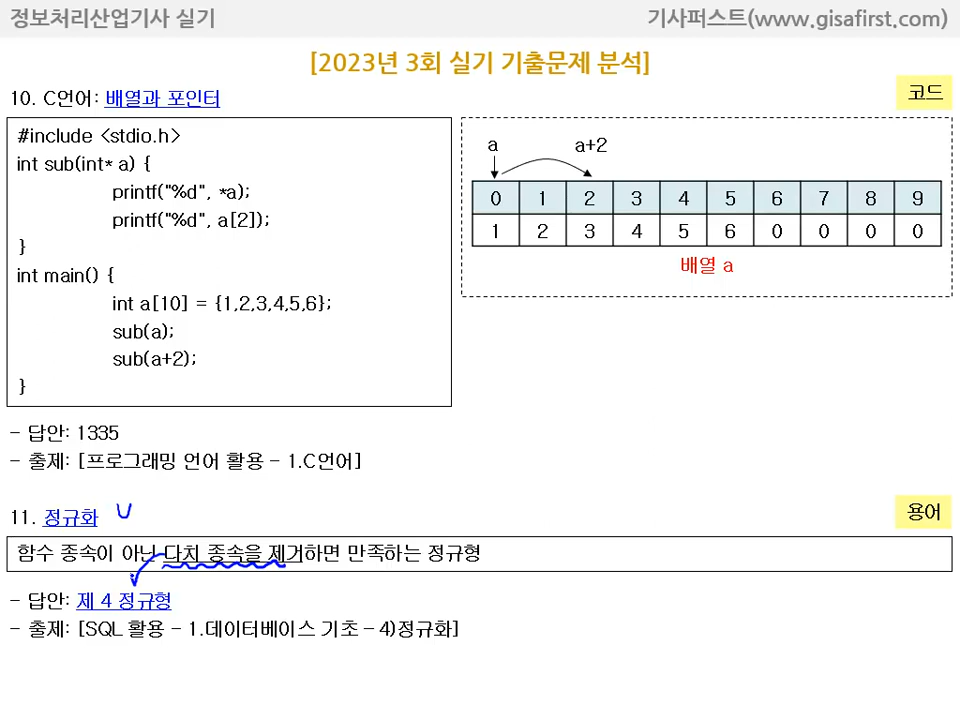 정보처리산업기사 실기
기사퍼스트(www.gisafirst.com)
[2023년 3회 실기 기출문제 분석]
10. C언어: 배열과 포인터
코드
#include <stdio.h>
int sub(int* a) {
printf("%d", *a);
printf("%d", a[2]);
}
int main() {
int a[10] = {1,2,3,4,5,6};
sub(a);
sub(a+2);
}
a a+2
0 1 2 3 4 5 6 7 8 9
1 2 3 4 5 6 0 0 0 0
배열 a
- 답안: 1335
- 출제: [프로그래밍 언어 활용 - 1.C언어]
11. 정규화
용어
함수 종속이 아닌 다치 종속을 제거하면 만족하는 정규형
- 답안: 제 4 정규형
- 출제: [SQL 활용 - 1.데이터베이스 기초 - 4)정규화]